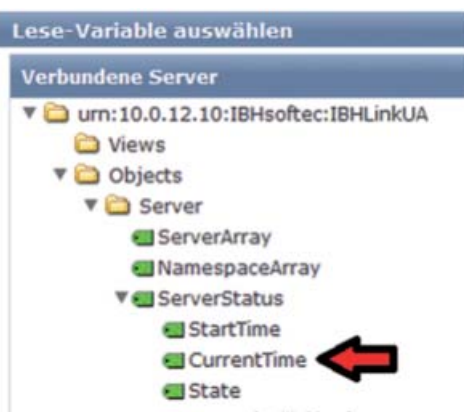 Lese-Variable auswählen
Verbundene Server
urn:10.0.12.10:IBHsoftec:IBHLinkUA
Views
Objects
Server
ServerArray
NamespaceArray
ServerStatus
StartTime
CurrentTime
State